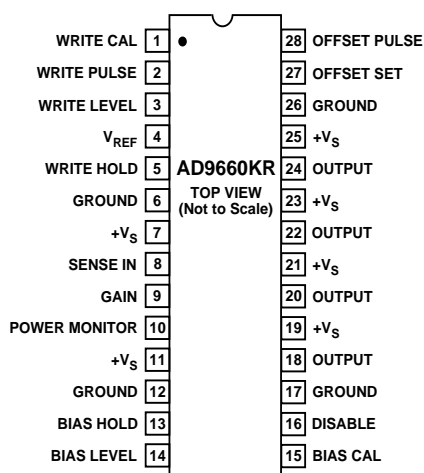 WRITE CAL 1
WRITE PULSE 2
WRITE LEVEL 3
VREF 4
WRITE HOLD 5
GROUND 6
+VS 7
SENSE IN 8
GAIN 9
POWER MONITOR 10
+VS 11
GROUND 12
BIAS HOLD 13
BIAS LEVEL 14
AD9660KR
TOP VIEW
(Not to Scale)
28 OFFSET PULSE
27 OFFSET SET
26 GROUND
25 +VS
24 OUTPUT
23 +VS
22 OUTPUT
21 +VS
20 OUTPUT
19 +VS
18 OUTPUT
17 GROUND
16 DISABLE
15 BIAS CAL